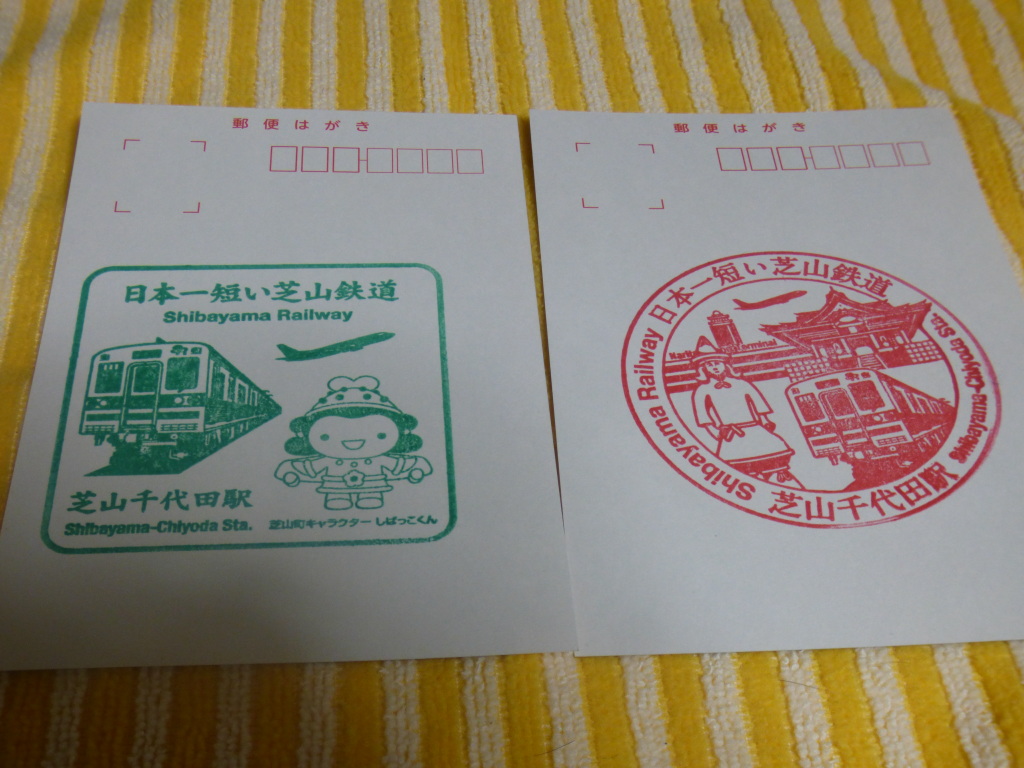 郵便はがき
日本一短い芝山鉄道
Shibayama Railway
芝山千代田駅
Shibayama-Chiyoda Sta.
芝山町キャラクター しばっこくん
郵便はがき
Shibayama Railway 日本一短い芝山鉄道
Terminal
芝山千代田駅
Shibayama-Chiyoda Sta.